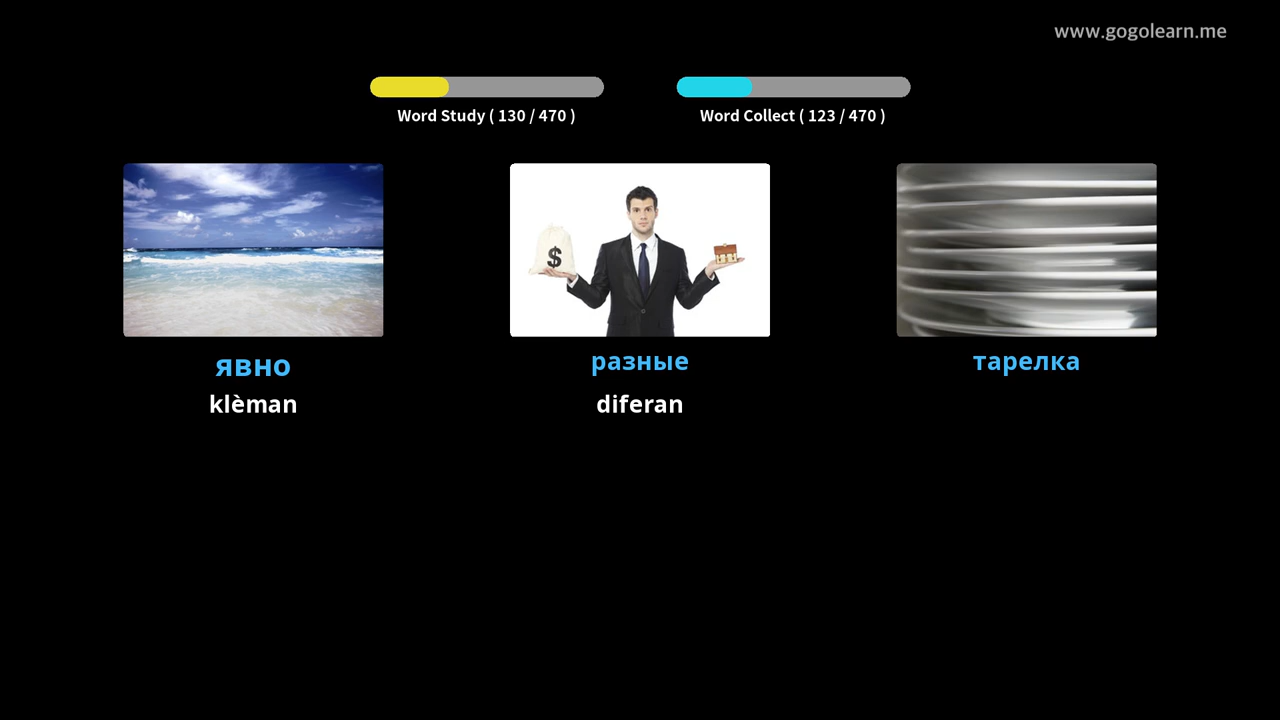 www.gogolearn.me
Word Study ( 130 / 470 )
Word Collect ( 123 / 470 )
$
явно
разные
тарелка
klèman
diferan